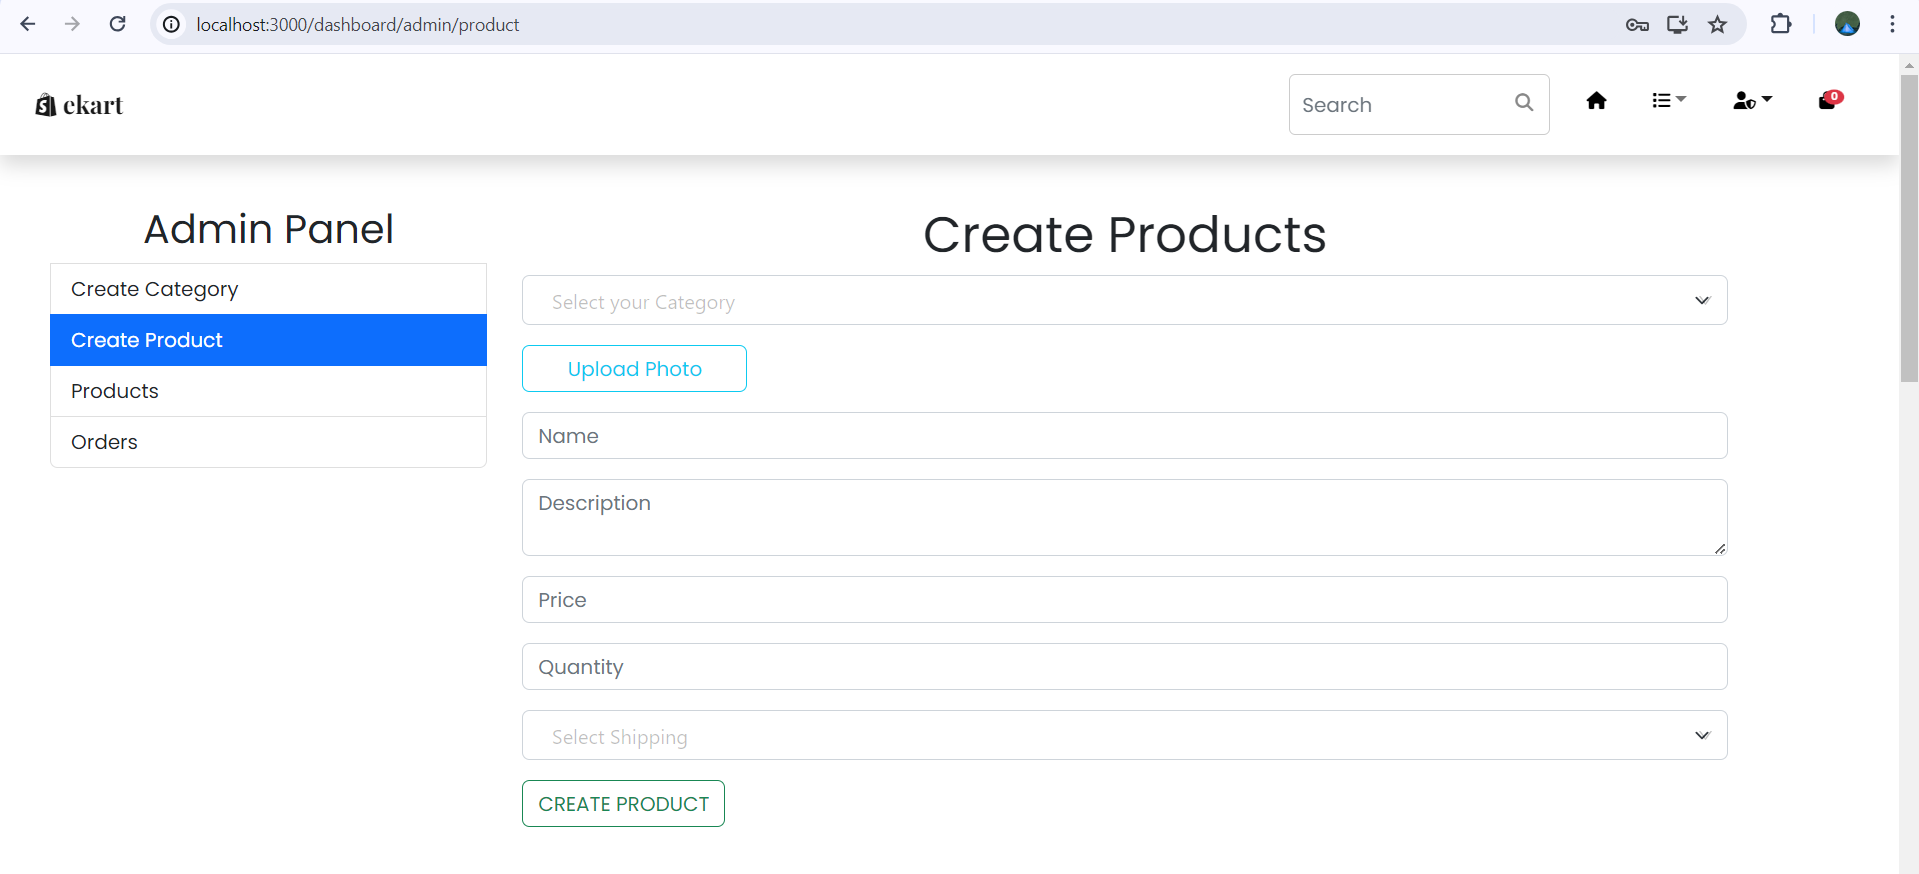 localhost:3000/dashboard/admin/product
ekart
Search
0
Admin Panel
Create Category
Create Product
Products
Orders
Create Products
Select your Category
Upload Photo
Name
Description
Price
Quantity
Select Shipping
CREATE PRODUCT